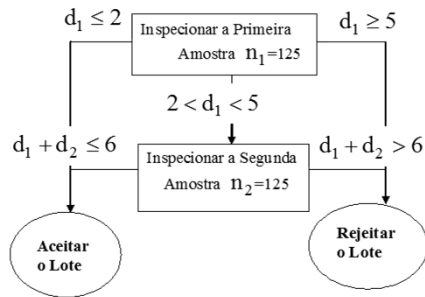 d₁ ≤ 2
Inspecionar a Primeira
Amostra n₁=125
d₁ ≥ 5
2 < d₁ < 5
d₁ + d₂ ≤ 6
Inspecionar a Segunda
Amostra n₂=125
d₁ + d₂ > 6
Aceitar
o Lote
Rejeitar
o Lote